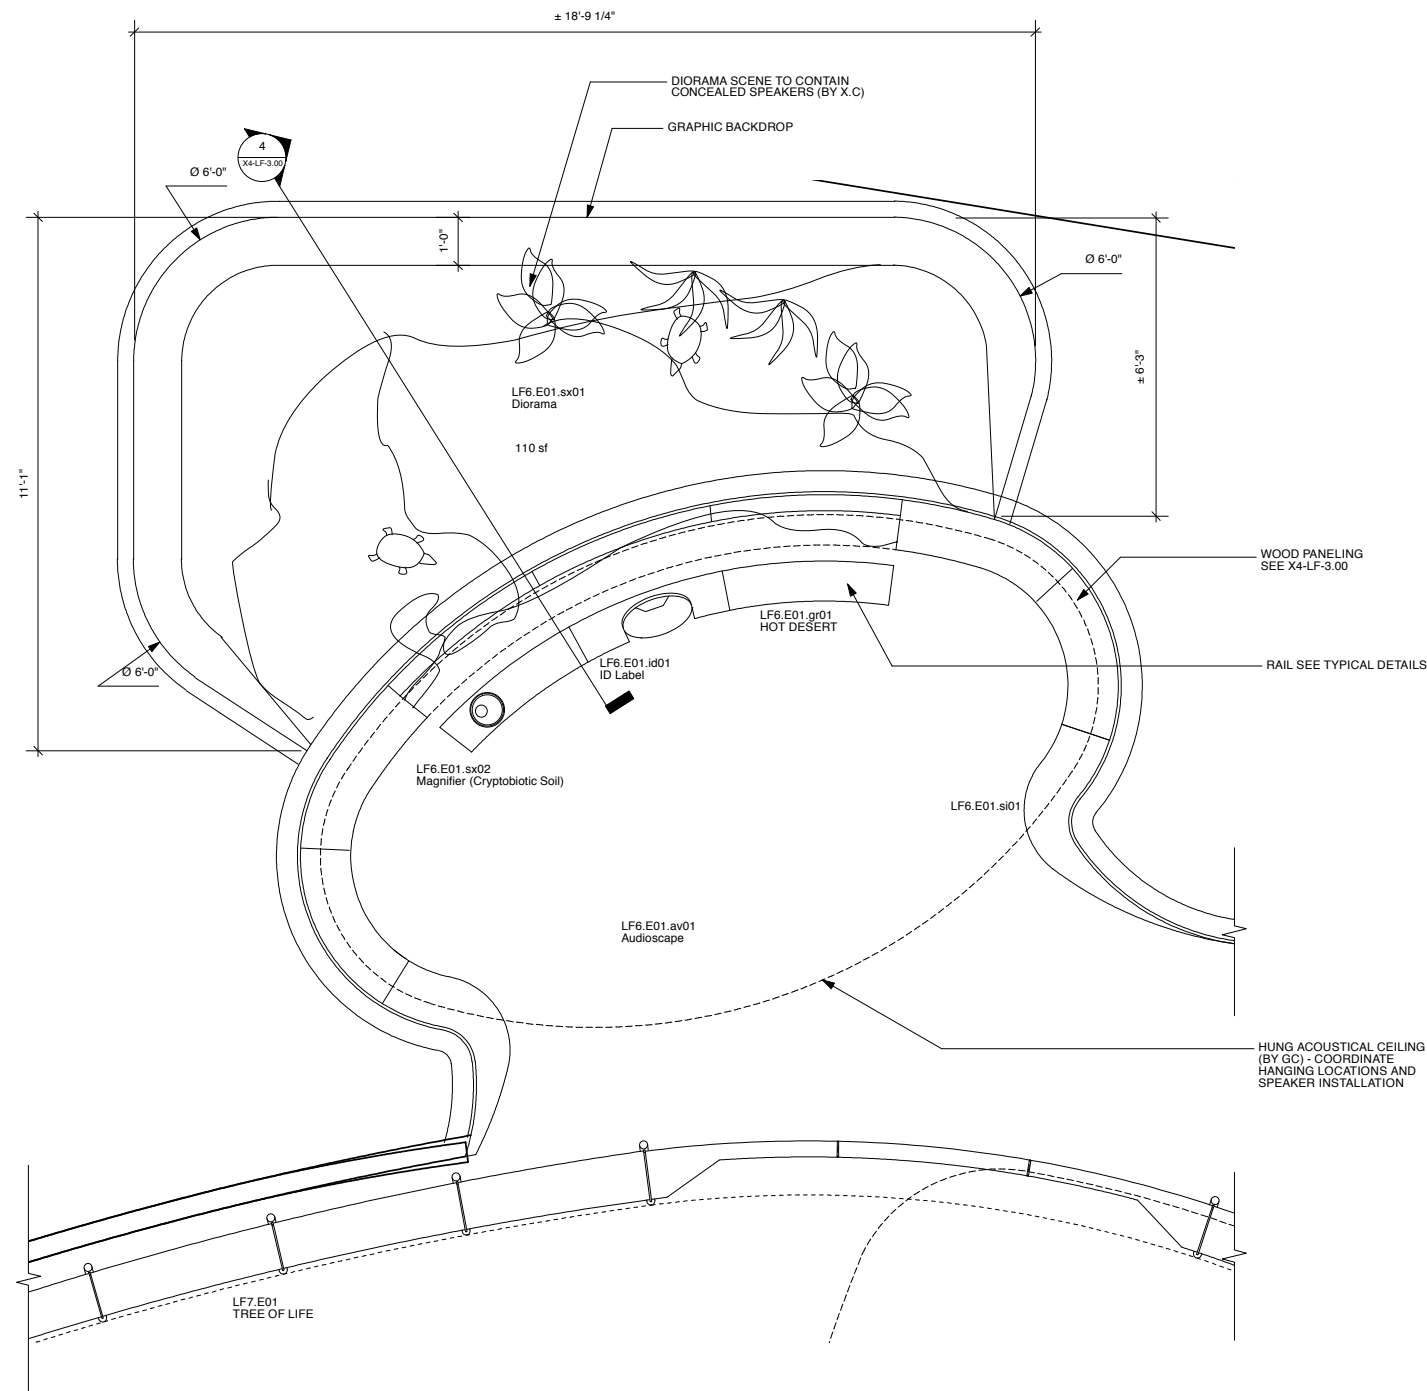 ± 18'-9 1/4"
DIORAMA SCENE TO CONTAIN
CONCEALED SPEAKERS (BY X.C)
GRAPHIC BACKDROP
4
X4-LF-3.00
Ø 6'-0"
1'-0"
Ø 6'-0"
± 6'-3"
LF6.E01.sx01
Diorama
110 sf
11'-1"
WOOD PANELING
SEE X4-LF-3.00
LF6.E01.gr01
HOT DESERT
RAIL SEE TYPICAL DETAILS
LF6.E01.id01
ID Label
Ø 6'-0"
LF6.E01.sx02
Magnifier (Cryptobiotic Soil)
LF6.E01.si01
LF6.E01.av01
Audioscape
HUNG ACOUSTICAL CEILING
(BY GC) - COORDINATE
HANGING LOCATIONS AND
SPEAKER INSTALLATION
LF7.E01
TREE OF LIFE